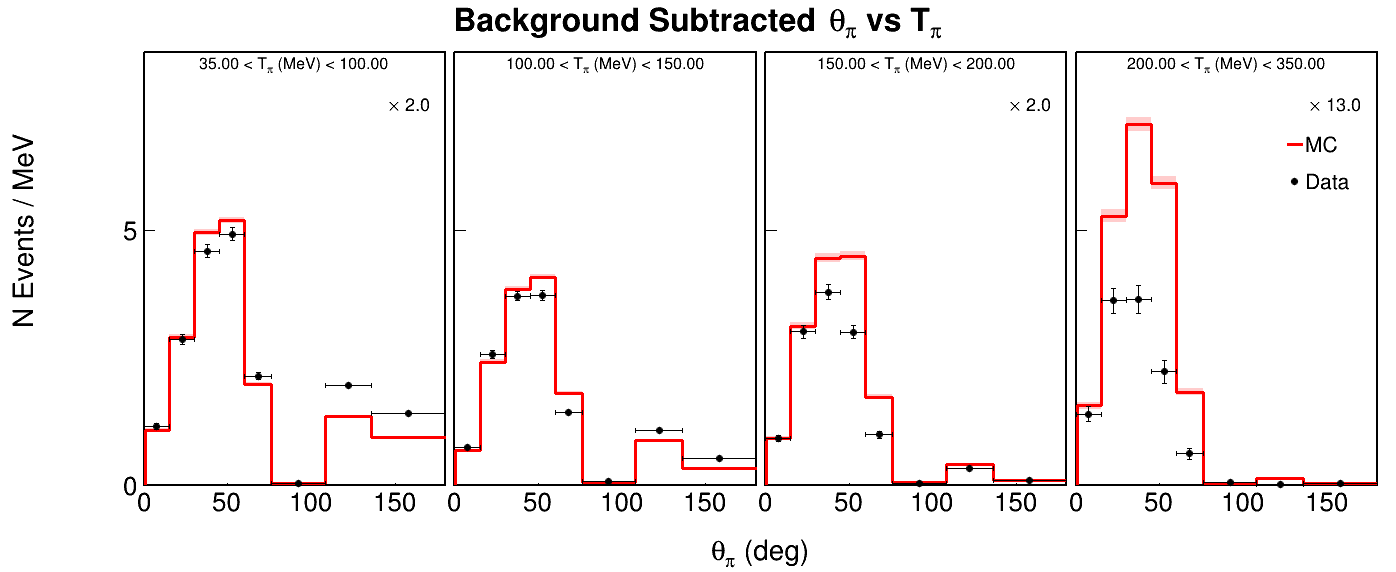 Background Subtracted θπ vs Tπ
35.00 < Tπ (MeV) < 100.00
100.00 < Tπ (MeV) < 150.00
150.00 < Tπ (MeV) < 200.00
200.00 < Tπ (MeV) < 350.00
× 2.0
× 2.0
× 13.0
MC
Data
N Events / MeV
5
0
0 50 100 150
0 50 100 150
0 50 100 150
0 50 100 150
θπ (deg)